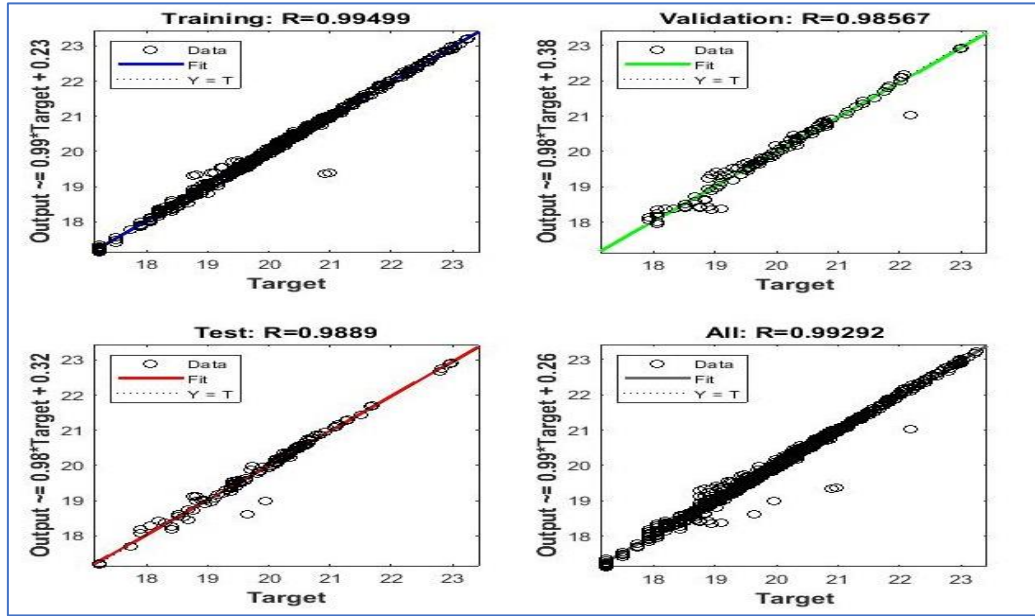 Training: R=0.99499
Output ~= 0.99*Target + 0.23
23
22
21
20
19
18
Data
Fit
Y = T
18 19 20 21 22 23
Target
Validation: R=0.98567
Output ~= 0.98*Target + 0.38
23
22
21
20
19
18
Data
Fit
Y = T
18 19 20 21 22 23
Target
Test: R=0.9889
Output ~= 0.98*Target + 0.32
23
22
21
20
19
18
Data
Fit
Y = T
18 19 20 21 22 23
Target
All: R=0.99292
Output ~= 0.99*Target + 0.26
23
22
21
20
19
18
Data
Fit
Y = T
18 19 20 21 22 23
Target